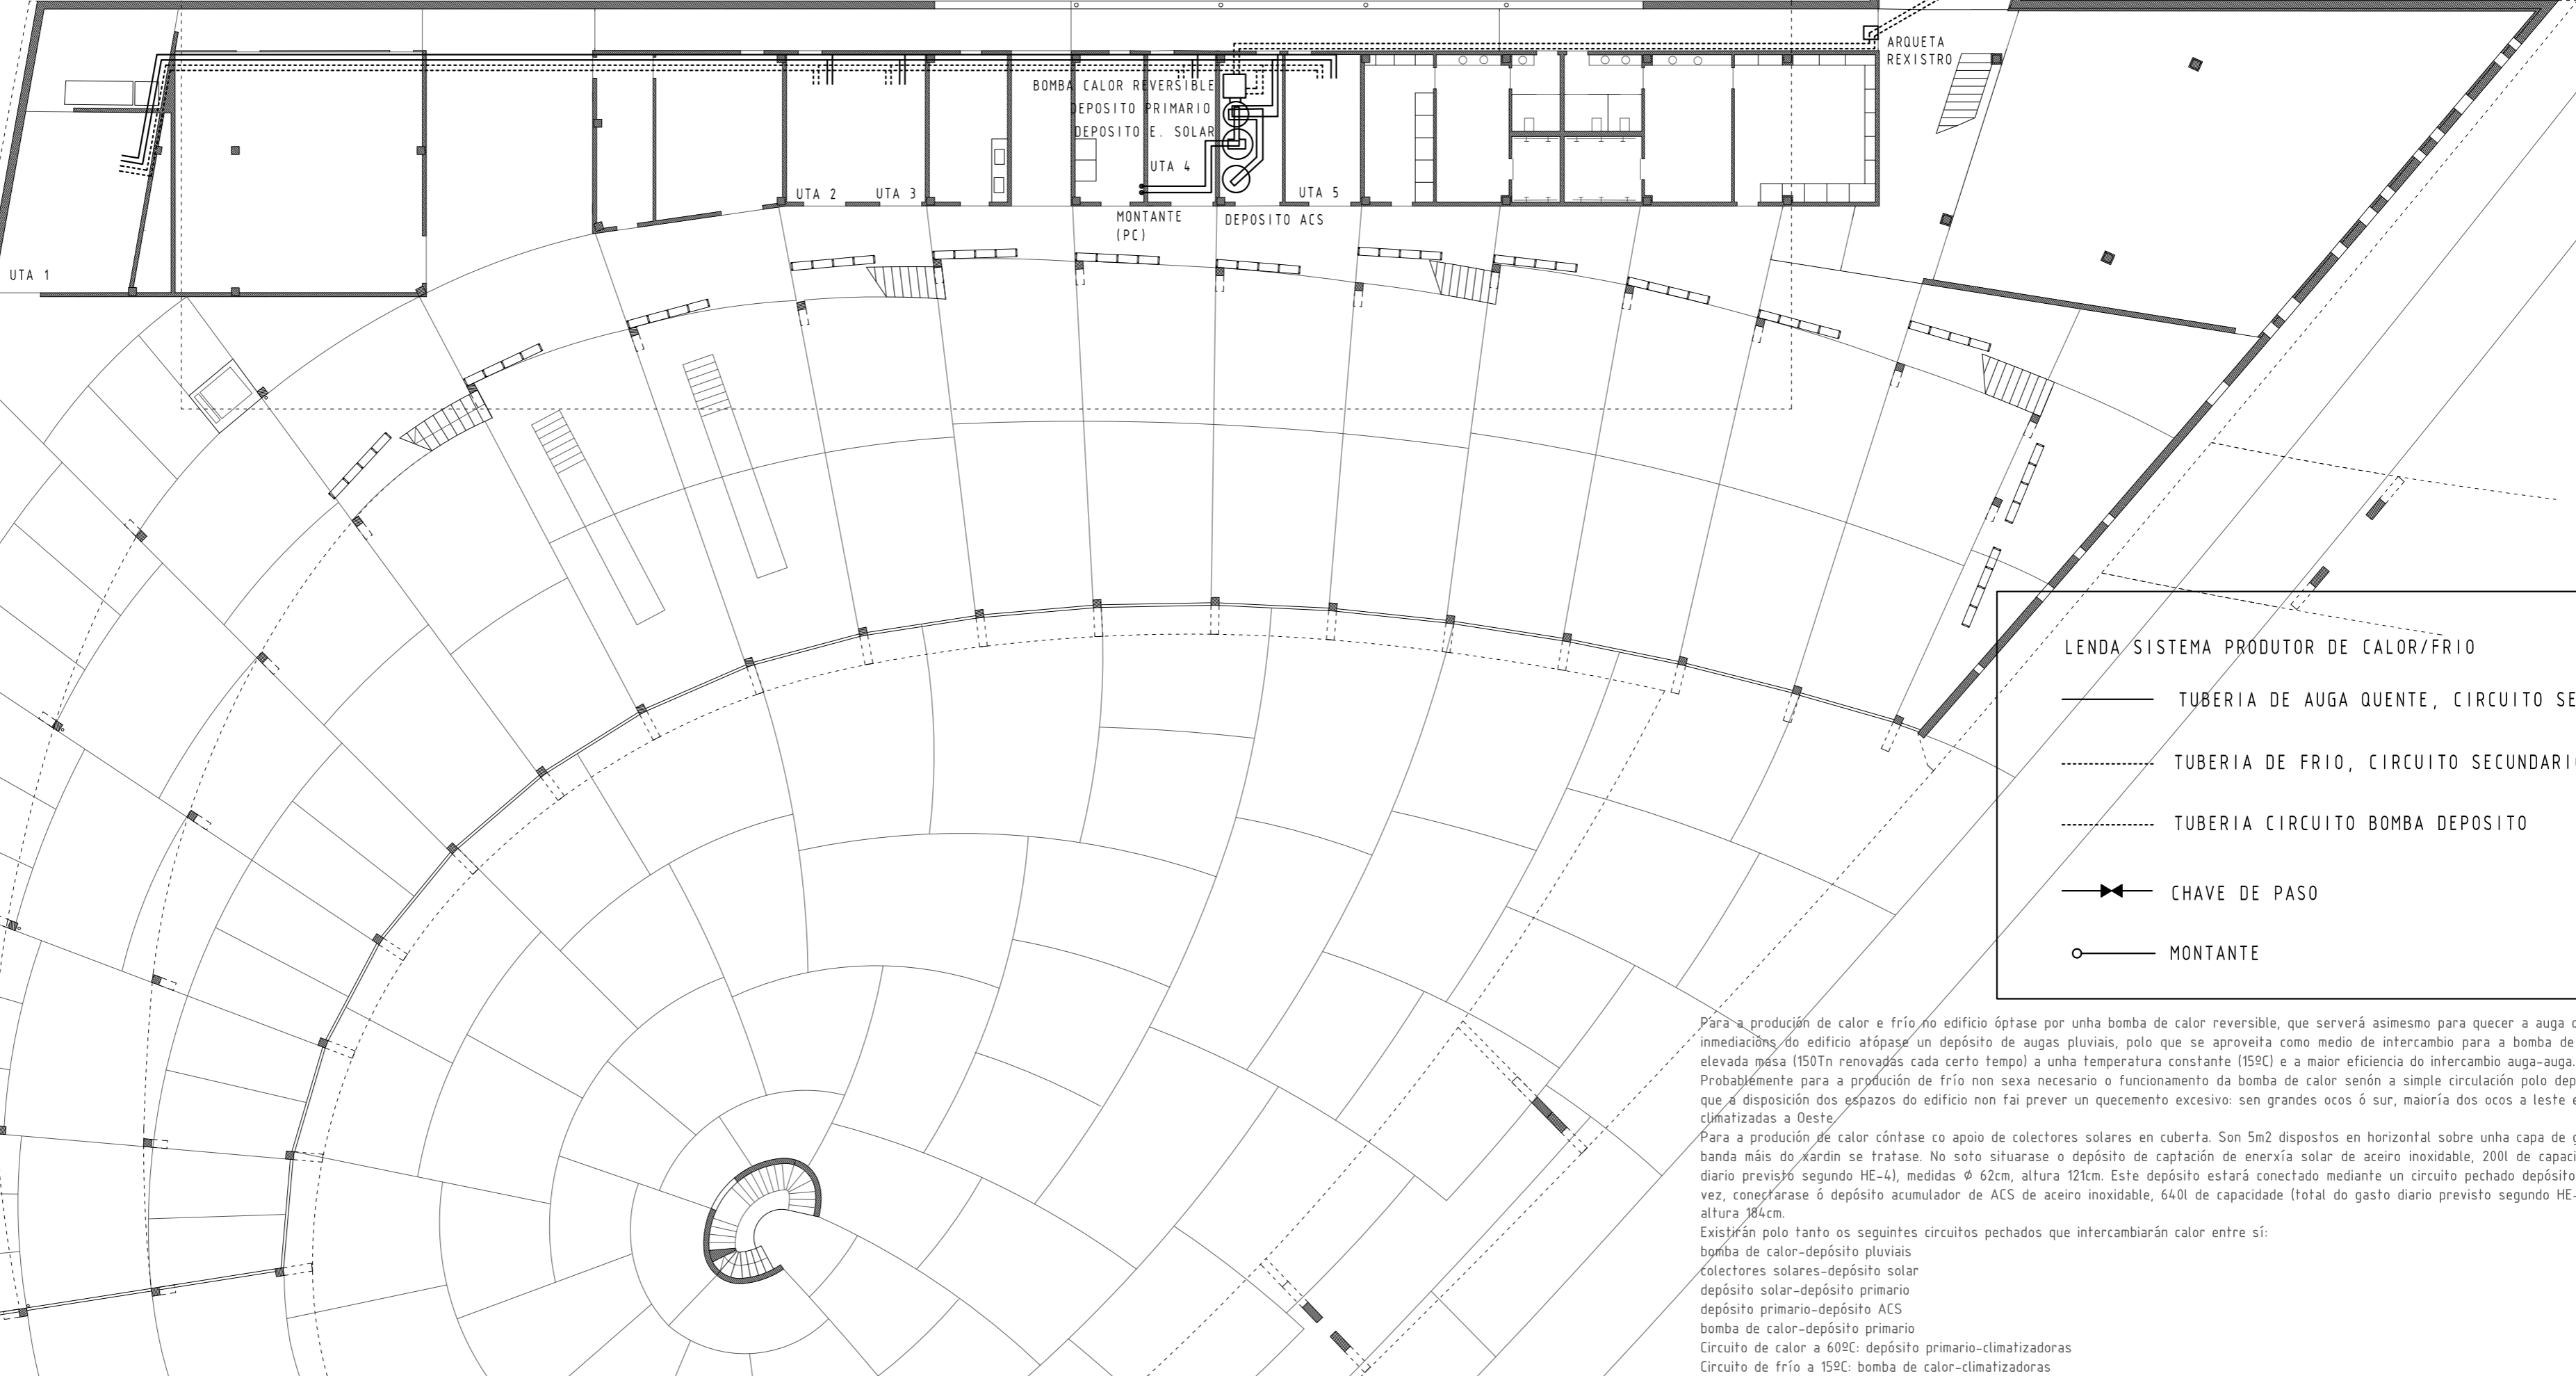 ARQUETA
REXISTRO
BOMBA CALOR REVERSIBLE
DEPOSITO PRIMARIO
DEPOSITO E. SOLAR
UTA 4
UTA 2
UTA 3
UTA 5
MONTANTE
(PC)
DEPOSITO ACS
UTA 1
LENDA SISTEMA PRODUTOR DE CALOR/FRIO
TUBERIA DE AUGA QUENTE, CIRCUITO SE
TUBERIA DE FRIO, CIRCUITO SECUNDARI
TUBERIA CIRCUITO BOMBA DEPOSITO
CHAVE DE PASO
MONTANTE
Para a produción de calor e frío no edificio óptase por unha bomba de calor reversible, que serverá asimesmo para quecer a auga
inmediacións do edificio atópase un depósito de augas pluviais, polo que se aproveita como medio de intercambio para a bomba de
elevada masa (150Tn renovadas cada certo tempo) a unha temperatura constante (15ºC) e a maior eficiencia do intercambio auga-auga.
Probablemente para a produción de frío non sexa necesario o funcionamento da bomba de calor senón a simple circulación polo dep
que a disposición dos espazos do edificio non fai prever un quecemento excesivo: sen grandes ocos ó sur, maioría dos ocos a leste e
climatizadas a Oeste
Para a produción de calor cóntase co apoio de colectores solares en cuberta. Son 5m2 dispostos en horizontal sobre unha capa de
banda máis do xardin se tratase. No soto situarase o depósito de captación de enerxía solar de aceiro inoxidable, 200l de capaci
diario previsto segundo HE-4), medidas Ø 62cm, altura 121cm. Este depósito estará conectado mediante un circuito pechado depósito
vez, conectarase ó depósito acumulador de ACS de aceiro inoxidable, 640l de capacidade (total do gasto diario previsto segundo HE-
altura 184cm.
Existirán polo tanto os seguintes circuitos pechados que intercambiarán calor entre sí:
bomba de calor-depósito pluviais
colectores solares-depósito solar
depósito solar-depósito primario
depósito primario-depósito ACS
bomba de calor-depósito primario
Circuito de calor a 60ºC: depósito primario-climatizadoras
Circuito de frío a 15ºC: bomba de calor-climatizadoras